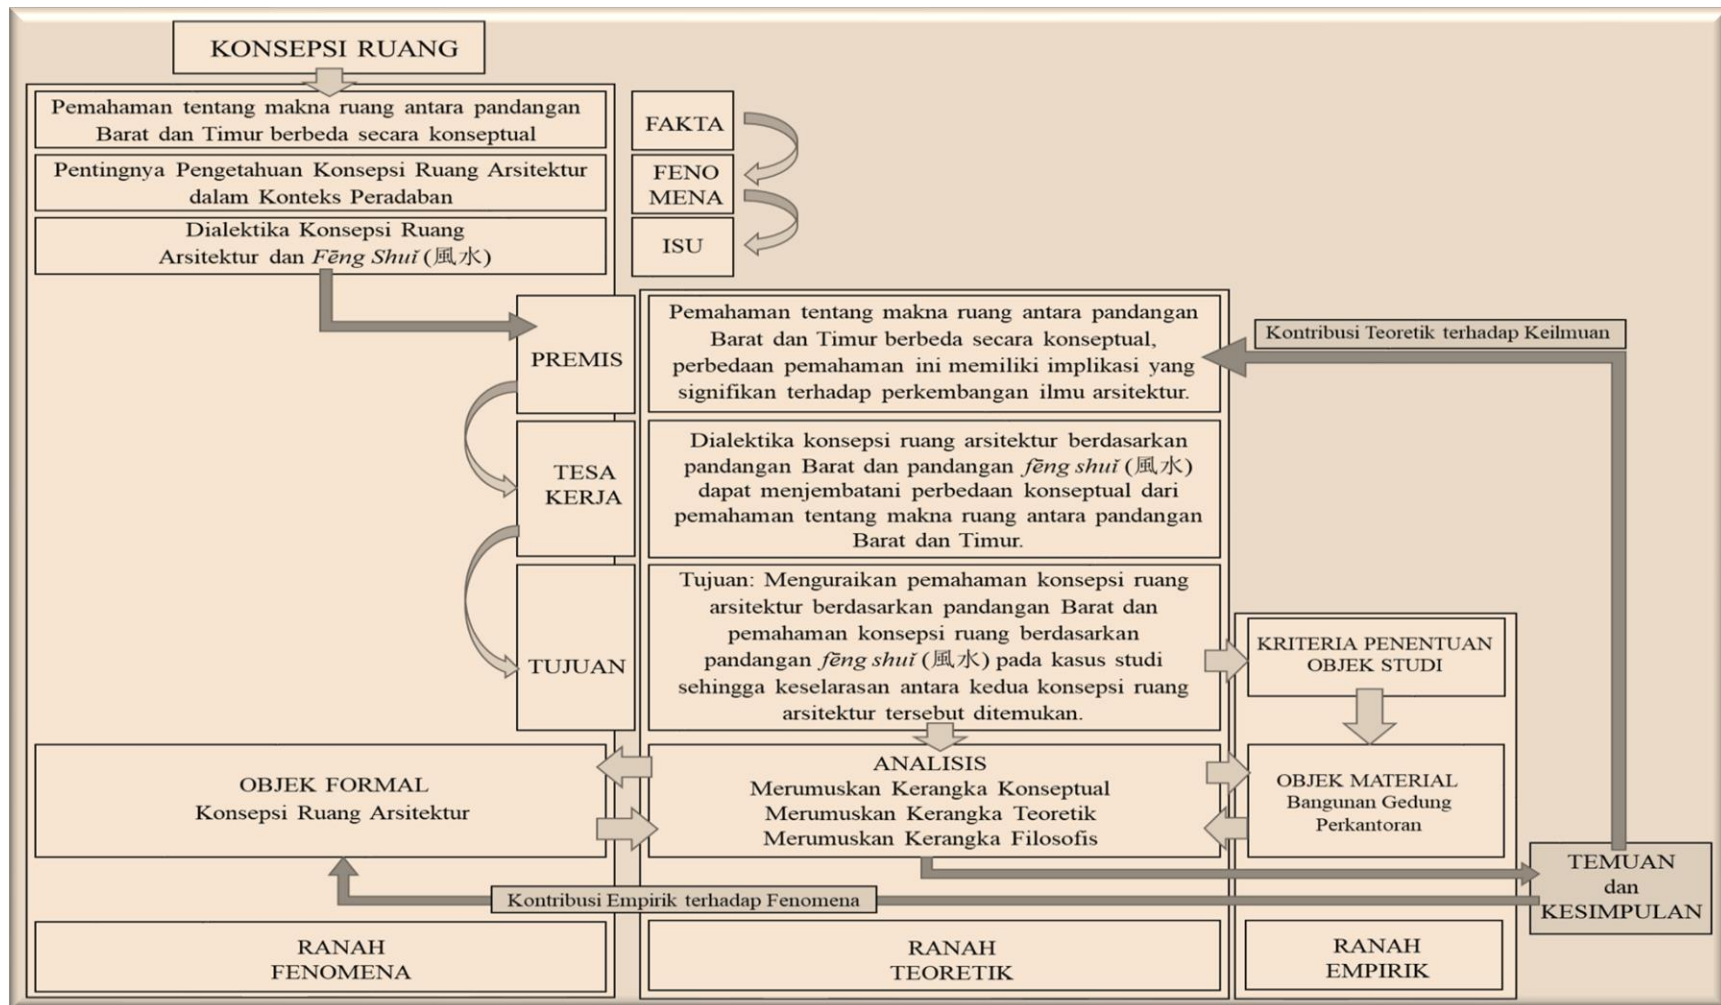 KONSEPSI RUANG
Pemahaman tentang makna ruang antara pandangan
Barat dan Timur berbeda secara konseptual
Pentingnya Pengetahuan Konsepsi Ruang Arsitektur
dalam Konteks Peradaban
Dialektika Konsepsi Ruang
Arsitektur dan Fēng Shuǐ (風水)
FAKTA
FENO
MENA
ISU
PREMIS
Pemahaman tentang makna ruang antara pandangan
Barat dan Timur berbeda secara konseptual,
perbedaan pemahaman ini memiliki implikasi yang
signifikan terhadap perkembangan ilmu arsitektur.
Kontribusi Teoretik terhadap Keilmuan
TESA
KERJA
Dialektika konsepsi ruang arsitektur berdasarkan
pandangan Barat dan pandangan fēng shuǐ (風水)
dapat menjembatani perbedaan konseptual dari
pemahaman tentang makna ruang antara pandangan
Barat dan Timur.
TUJUAN
Tujuan: Menguraikan pemahaman konsepsi ruang
arsitektur berdasarkan pandangan Barat dan
pemahaman konsepsi ruang berdasarkan
pandangan fēng shuǐ (風水) pada kasus studi
sehingga keselarasan antara kedua konsepsi ruang
arsitektur tersebut ditemukan.
KRITERIA PENENTUAN
OBJEK STUDI
OBJEK FORMAL
Konsepsi Ruang Arsitektur
ANALISIS
Merumuskan Kerangka Konseptual
Merumuskan Kerangka Teoretik
Merumuskan Kerangka Filosofis
OBJEK MATERIAL
Bangunan Gedung
Perkantoran
TEMUAN
dan
KESIMPULAN
Kontribusi Empirik terhadap Fenomena
RANAH
FENOMENA
RANAH
TEORETIK
RANAH
EMPIRIK